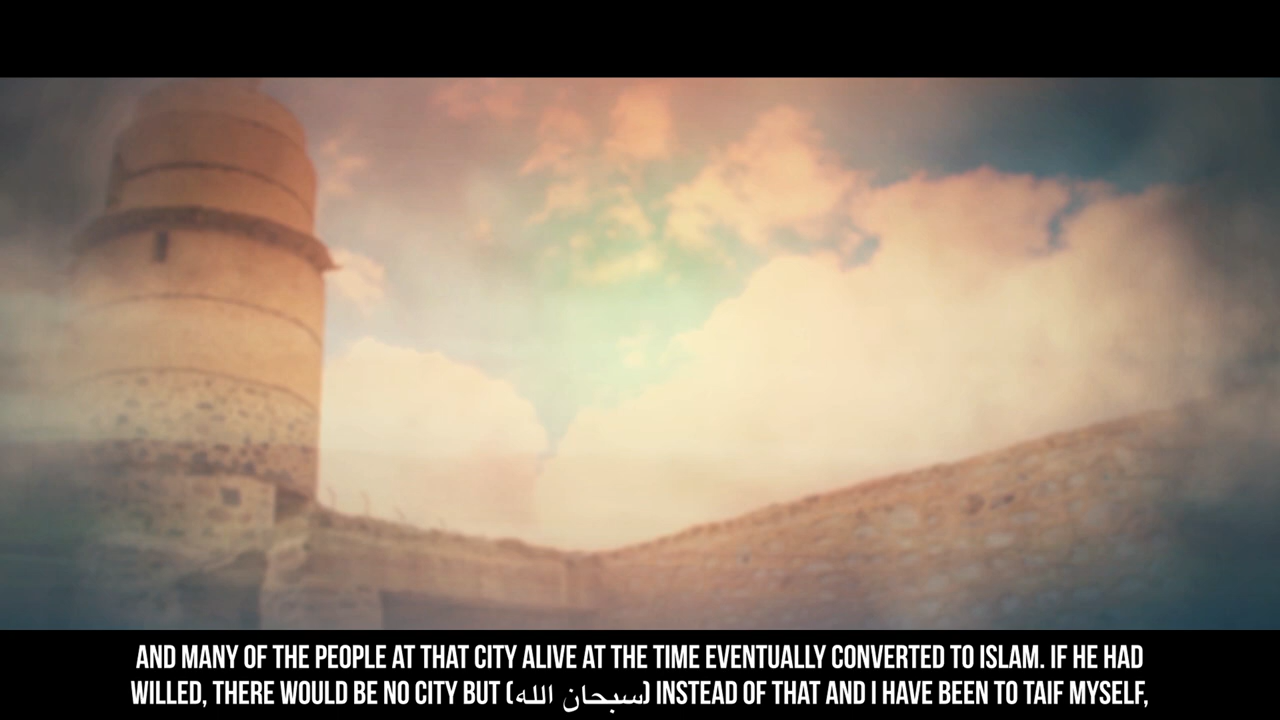 AND MANY OF THE PEOPLE AT THAT CITY ALIVE AT THE TIME EVENTUALLY CONVERTED TO ISLAM. IF HE HAD
WILLED, THERE WOULD BE NO CITY BUT (سبحان الله) INSTEAD OF THAT AND I HAVE BEEN TO TAIF MYSELF,